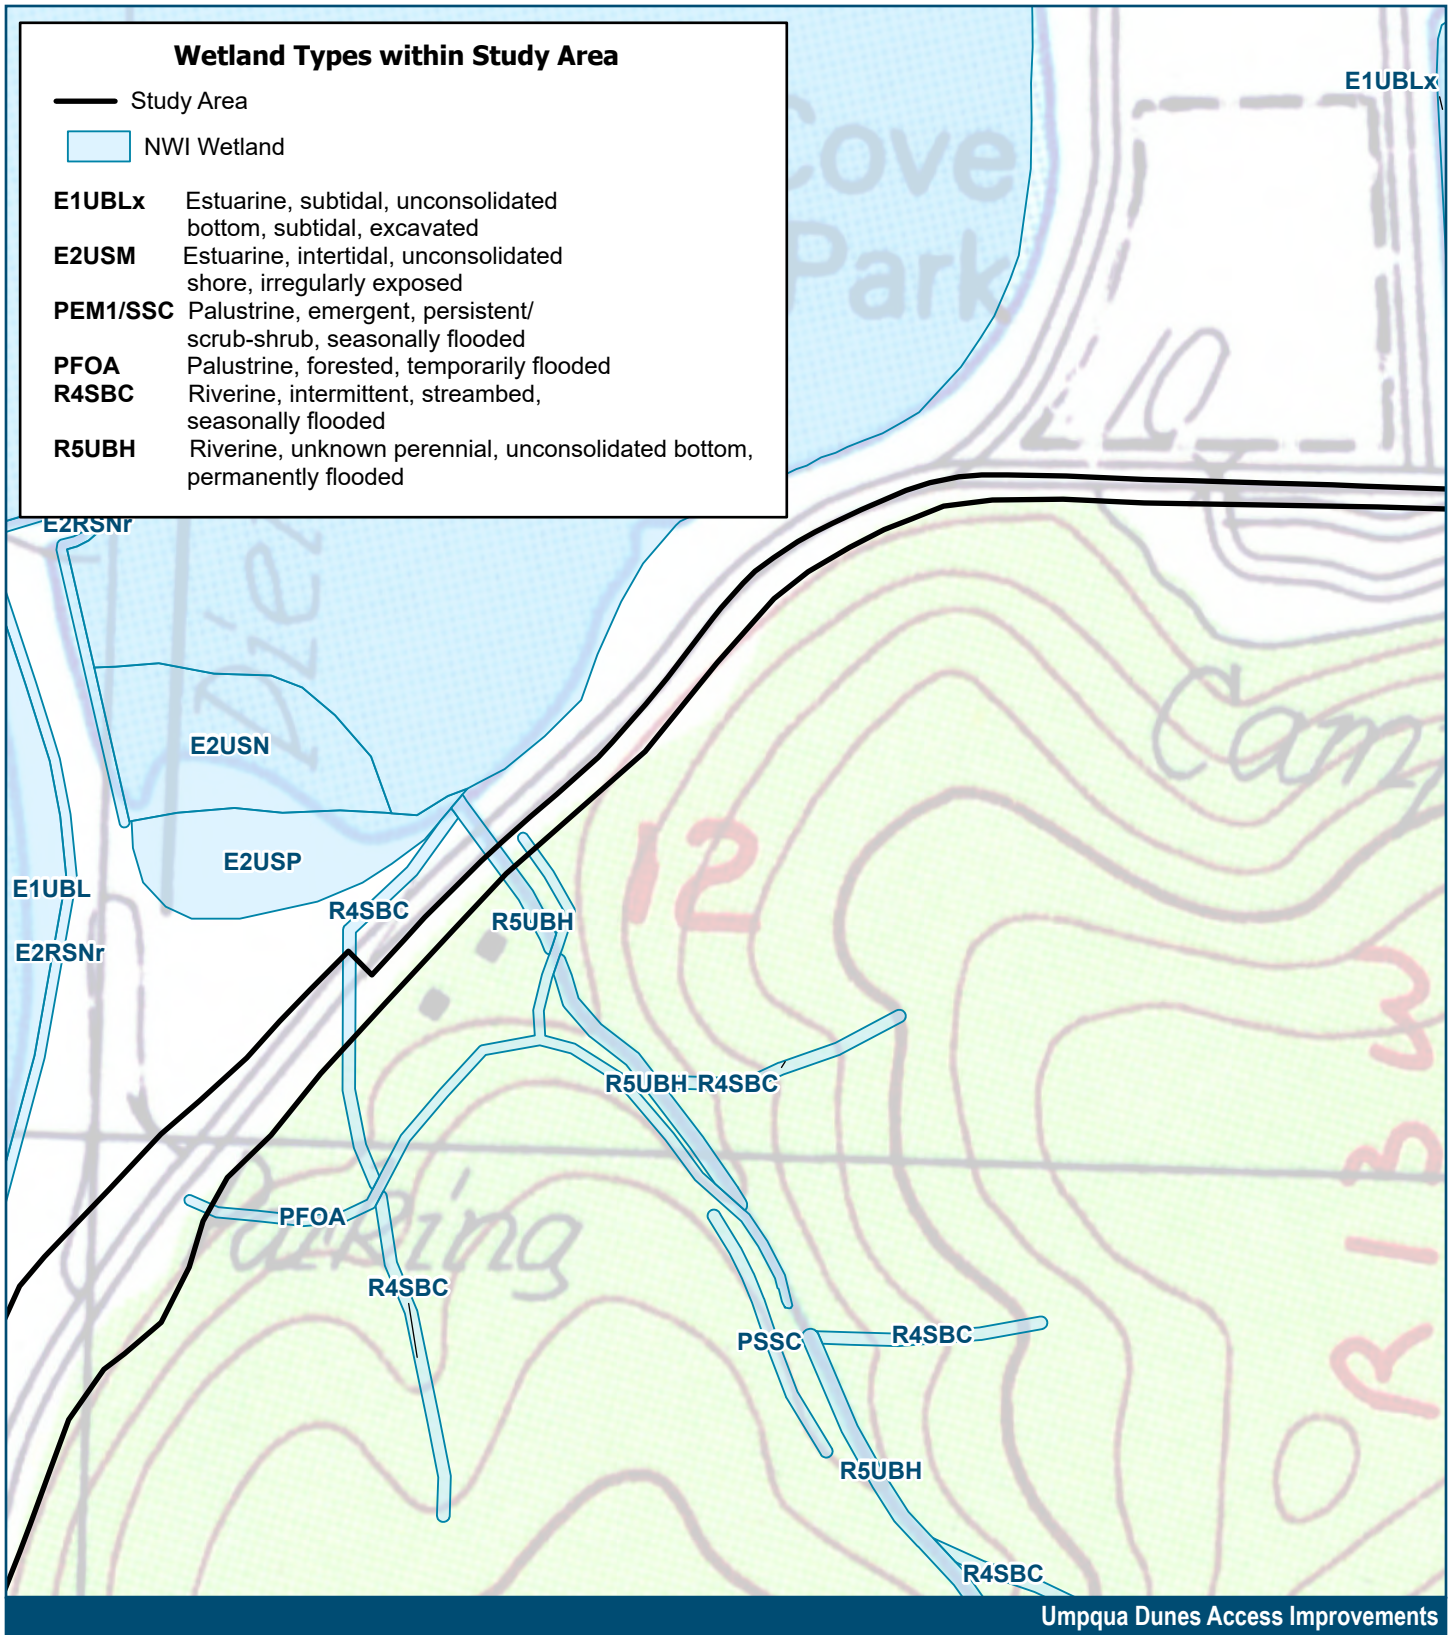 Wetland Types within Study Area
Study Area
NWI Wetland
E1UBLx Estuarine, subtidal, unconsolidated
bottom, subtidal, excavated
E2USM Estuarine, intertidal, unconsolidated
shore, irregularly exposed
PEM1/SSC Palustrine, emergent, persistent/
scrub-shrub, seasonally flooded
PFOA Palustrine, forested, temporarily flooded
R4SBC Riverine, intermittent, streambed,
seasonally flooded
R5UBH Riverine, unknown perennial, unconsolidated bottom,
permanently flooded
E1UBLx
Cove
Park
10
E2RSNr
E2USN
Cam
E2USP
12
E1UBL
R4SBC
R5UBH
E2RSNr
R5UBH R4SBC
PFOA
Parking
R4SBC
PSSC
R4SBC
R 13 W
R5UBH
R4SBC
Umpqua Dunes Access Improvements